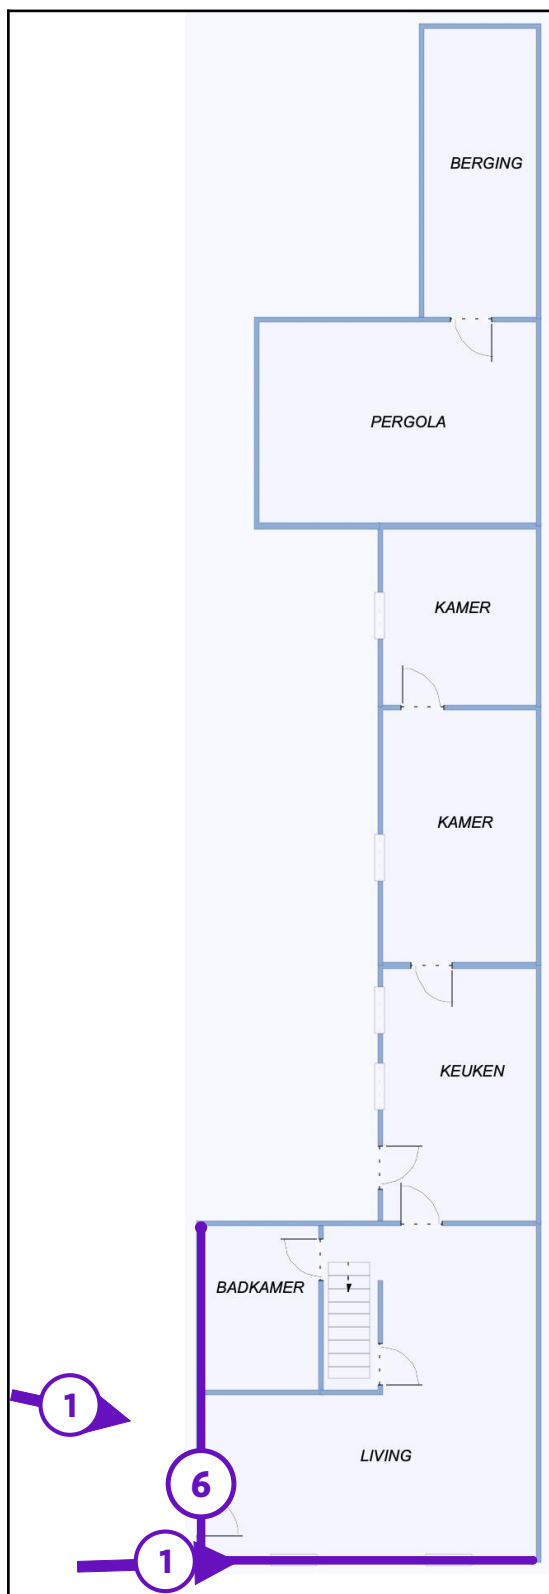 BERGING
PERGOLA
KAMER
KAMER
KEUKEN
BADKAMER
1
LIVING
6
1